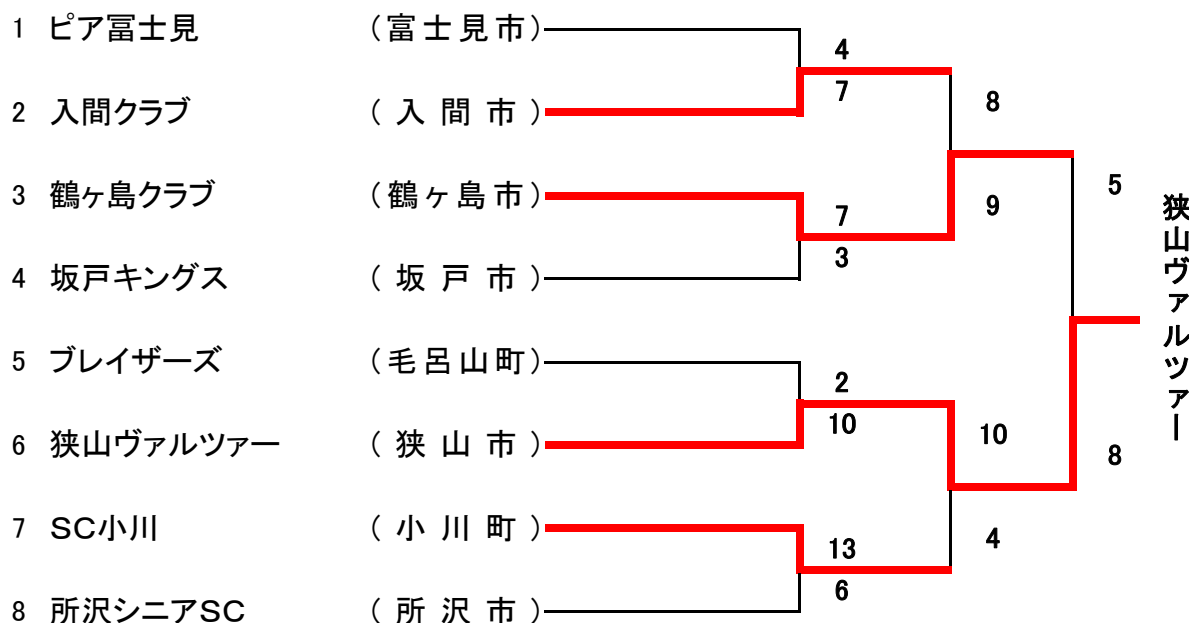 1 ピア冨士見 (富士見市)
4
7
8
2 入間クラブ (入間市)
3 鶴ヶ島クラブ (鶴ヶ島市)
7
3
9
5
4 坂戸キングス (坂戸市)
狭山ヴァルツァー
5 ブレイザーズ (毛呂山町)
2
10
10
6 狭山ヴァルツァー (狭山市)
8
7 SC小川 (小川町)
13
6
4
8 所沢シニアSC (所沢市)